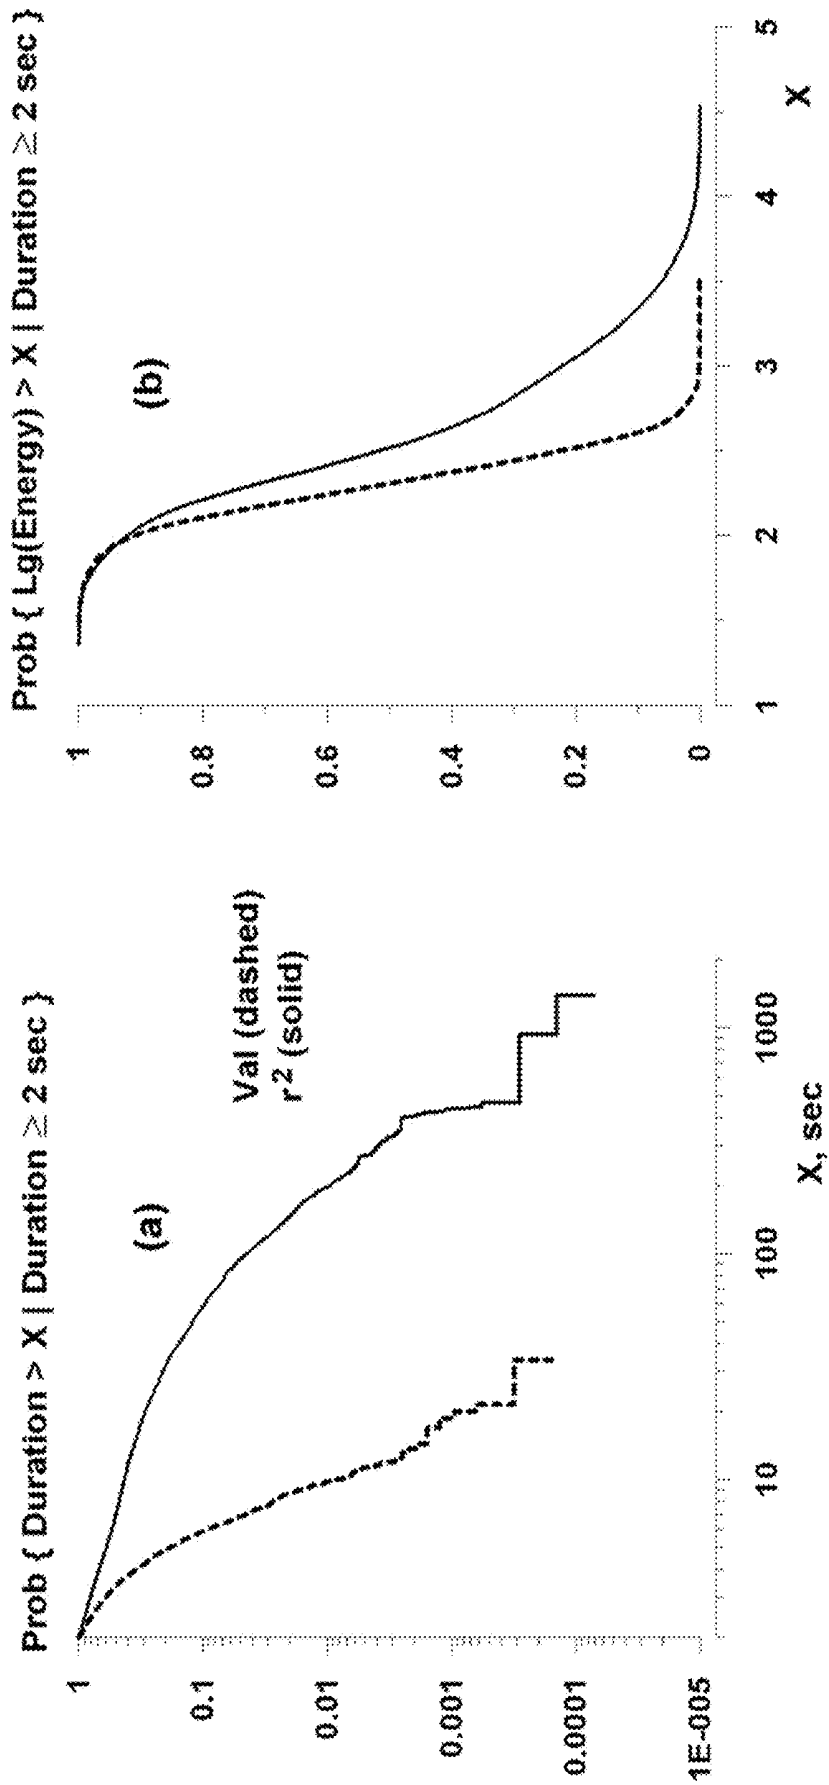 Prob { Duration > X | Duration ≥ 2 sec }
(a)
Val (dashed)
r² (solid)
1
0.1
0.01
0.001
0.0001
1E-005
10
100
1000
X, sec
Prob { Lg(Energy) > X | Duration ≥ 2 sec }
(b)
1
0.8
0.6
0.4
0.2
0
1
2
3
4
5
X